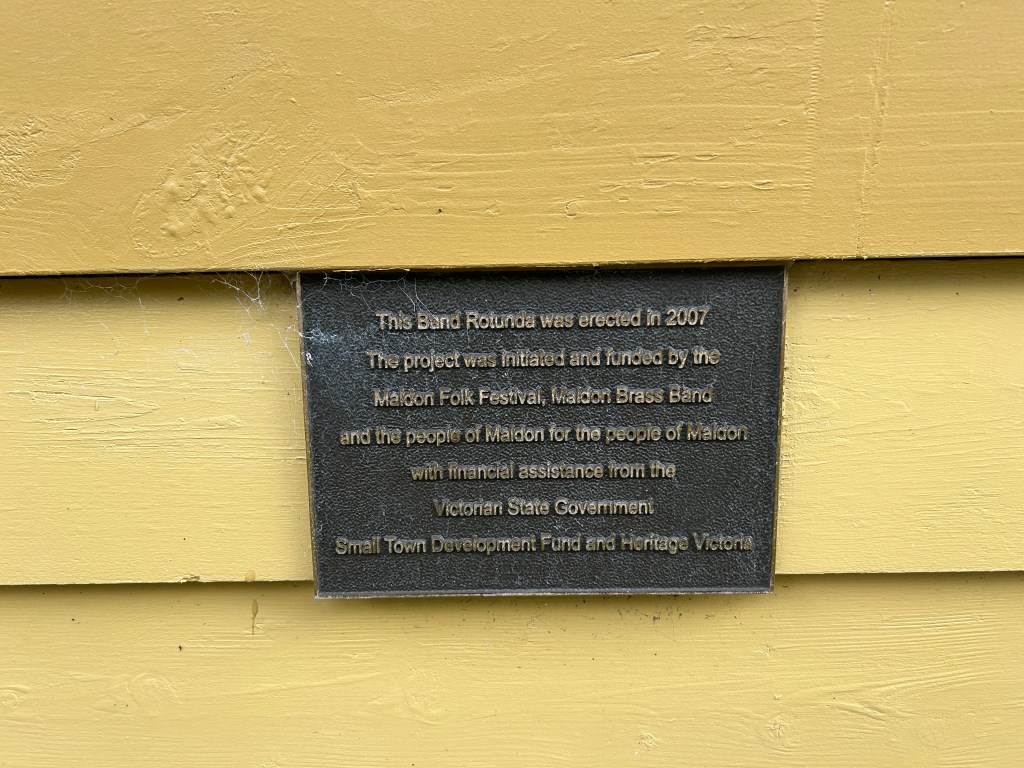 This Band Rotunda was erected in 2007
The project was initiated and funded by the
Maldon Folk Festival, Maldon Brass Band
and the people of Maldon for the people of Maldon
with financial assistance from the
Victorian State Government
Small Town Development Fund and Heritage Victoria